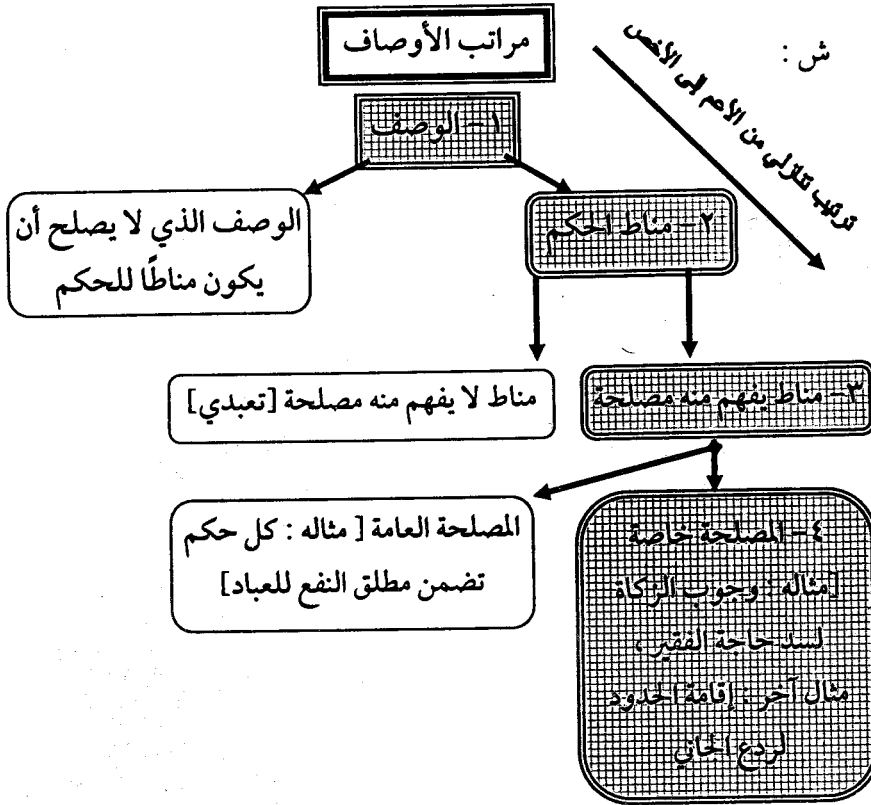 ش :
مراتب الأوصاف
ترتيب تنازلي من الأعم إلى الأخص
١- الوصف
٢- مناط الحكم
الوصف الذي لا يصلح أن
يكون مناطًا للحكم
٣- مناط يفهم منه مصلحة
مناط لا يفهم منه مصلحة [تعبدي]
٤- المصلحة خاصة
[مثاله : وجوب الزكاة
لسد حاجة الفقير ،
مثال آخر : إقامة الحدود
لردع الجاني
المصلحة العامة [ مثاله : كل حكم
تضمن مطلق النفع للعباد]